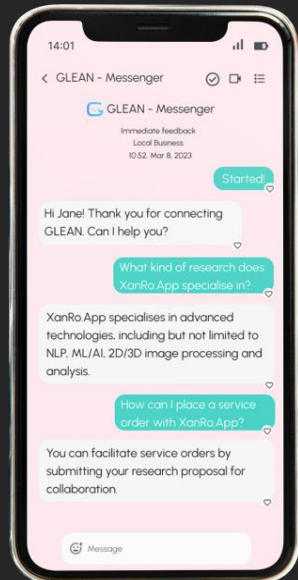 14:01
GLEAN - Messenger
GLEAN - Messenger
Immediate feedback
Local Business
10:52, Mar 8, 2023
Started!
Hi Jane! Thank you for connecting
GLEAN. Can I help you?
What kind of research does
XanRo.App specialise in?
XanRo.App specialises in advanced
technologies, including but not limited to
NLP, ML/AI, 2D/3D image processing and
analysis.
How can I place a service
order with XanRo.App?
You can facilitate service orders by
submitting your research proposal for
collaboration.
Message